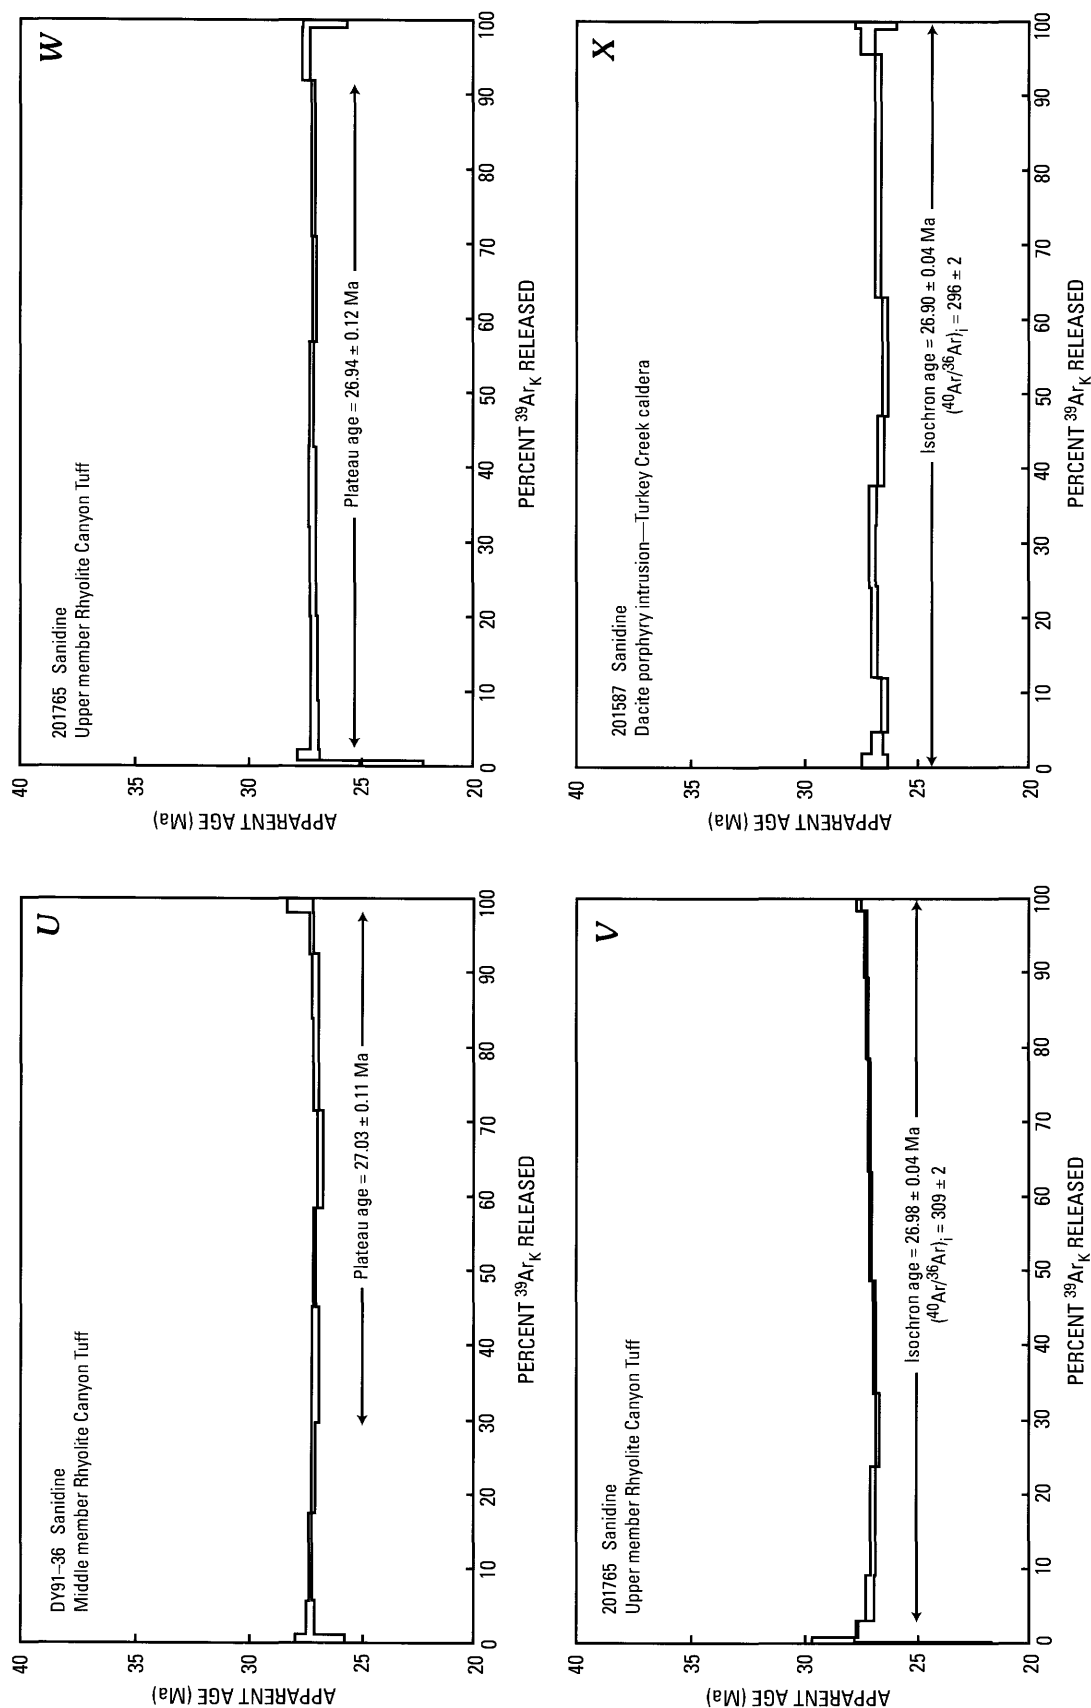 U
DY91–36 Sanidine
Middle member Rhyolite Canyon Tuff
Plateau age = 27.03 ± 0.11 Ma
APPARENT AGE (Ma)
40
35
30
25
20
0 10 20 30 40 50 60 70 80 90 100
PERCENT ³⁹Ar_K RELEASED
W
201765 Sanidine
Upper member Rhyolite Canyon Tuff
Plateau age = 26.94 ± 0.12 Ma
APPARENT AGE (Ma)
40
35
30
25
20
0 10 20 30 40 50 60 70 80 90 100
PERCENT ³⁹Ar_K RELEASED
V
201765 Sanidine
Upper member Rhyolite Canyon Tuff
Isochron age = 26.98 ± 0.04 Ma
(⁴⁰Ar/³⁶Ar)ᵢ = 309 ± 2
APPARENT AGE (Ma)
40
35
30
25
20
0 10 20 30 40 50 60 70 80 90 100
PERCENT ³⁹Ar_K RELEASED
X
201587 Sanidine
Dacite porphyry intrusion—Turkey Creek caldera
Isochron age = 26.90 ± 0.04 Ma
(⁴⁰Ar/³⁶Ar)ᵢ = 296 ± 2
APPARENT AGE (Ma)
40
35
30
25
20
0 10 20 30 40 50 60 70 80 90 100
PERCENT ³⁹Ar_K RELEASED